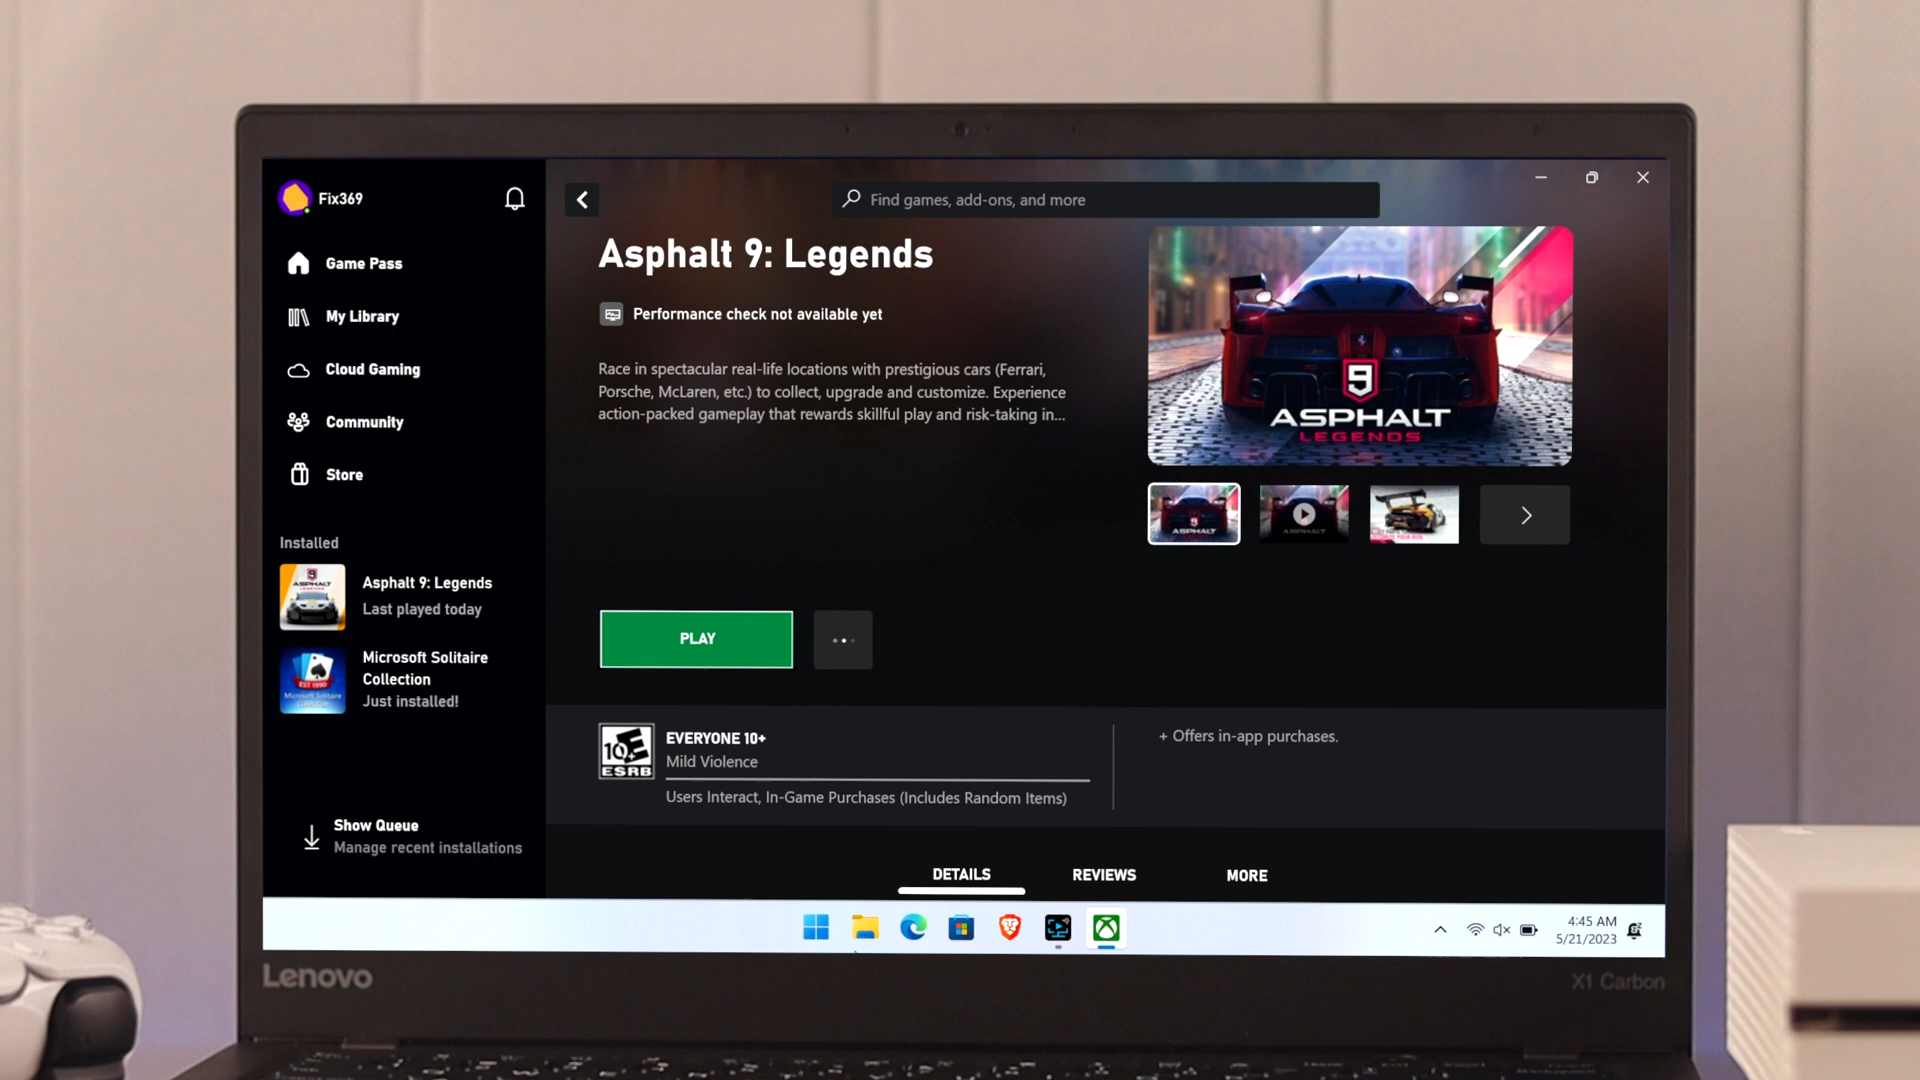 Fix369
Find games, add-ons, and more
Game Pass
My Library
Cloud Gaming
Community
Store
Installed
Asphalt 9: Legends
Last played today
Microsoft Solitaire
Collection
Just installed!
Show Queue
Manage recent installations
Asphalt 9: Legends
Performance check not available yet
Race in spectacular real-life locations with prestigious cars (Ferrari,
Porsche, McLaren, etc.) to collect, upgrade and customize. Experience
action-packed gameplay that rewards skillful play and risk-taking in...
9
ASPHALT
LEGENDS
PLAY
10+
E
ESRB
EVERYONE 10+
Mild Violence
Users Interact, In-Game Purchases (Includes Random Items)
+ Offers in-app purchases.
DETAILS
REVIEWS
MORE
4:45 AM
5/21/2023
Lenovo
X1 Carbon